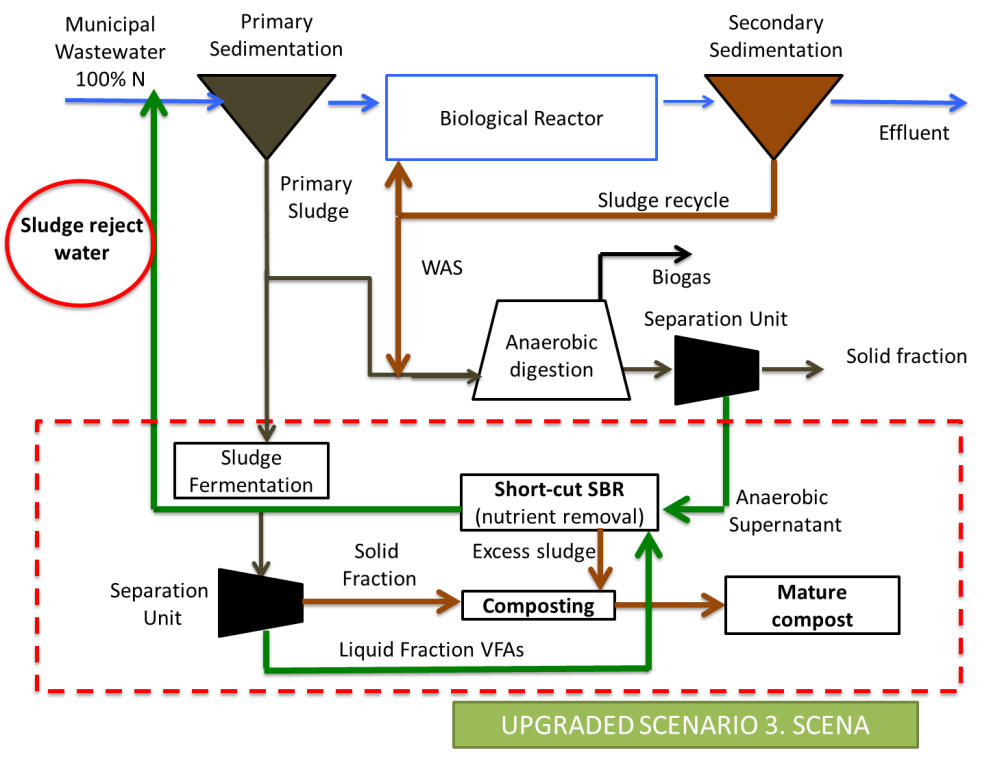 Municipal
Wastewater
100% N
Primary
Sedimentation
Secondary
Sedimentation
Biological Reactor
Effluent
Primary
Sludge
Sludge recycle
Sludge reject
water
WAS
Biogas
Anaerobic
digestion
Separation Unit
Solid fraction
Sludge
Fermentation
Short-cut SBR
(nutrient removal)
Anaerobic
Supernatant
Excess sludge
Solid
Fraction
Separation
Unit
Composting
Mature
compost
Liquid Fraction VFAs
UPGRADED SCENARIO 3. SCENA